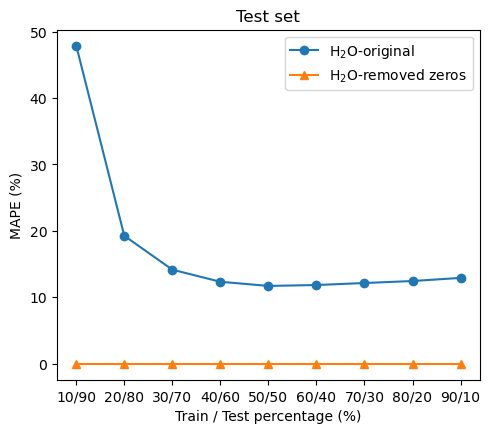 Test set
H₂O-original
H₂O-removed zeros
MAPE (%)
50
40
30
20
10
0
10/90 20/80 30/70 40/60 50/50 60/40 70/30 80/20 90/10
Train / Test percentage (%)